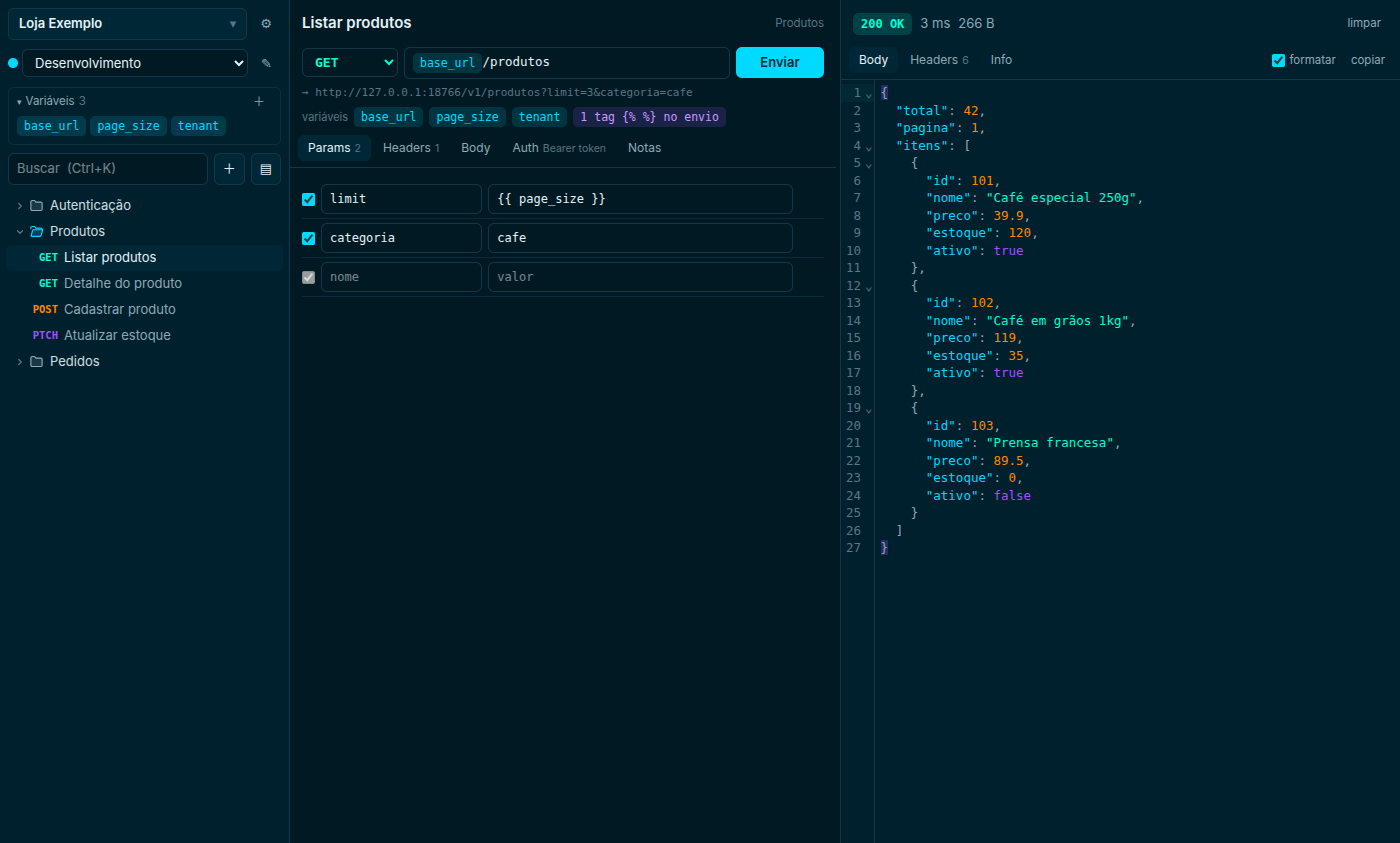 Loja Exemplo
Desenvolvimento
Variáveis 3
base_url page_size tenant
Buscar (Ctrl+K)
Autenticação
Produtos
GET Listar produtos
GET Detalhe do produto
POST Cadastrar produto
PTCH Atualizar estoque
Pedidos
Listar produtos Produtos
GET base_url/produtos Enviar
→ http://127.0.0.1:18766/v1/produtos?limit=3&categoria=cafe
variáveis base_url page_size tenant 1 tag {% %} no envio
Params 2 Headers 1 Body Auth Bearer token Notas
limit {{ page_size }}
categoria cafe
nome valor
200 OK 3 ms 266 B limpar
Body Headers 6 Info formatar copiar
1 {
2 "total": 42,
3 "pagina": 1,
4 "itens": [
5 {
6 "id": 101,
7 "nome": "Café especial 250g",
8 "preco": 39.9,
9 "estoque": 120,
10 "ativo": true
11 },
12 {
13 "id": 102,
14 "nome": "Café em grãos 1kg",
15 "preco": 119,
16 "estoque": 35,
17 "ativo": true
18 },
19 {
20 "id": 103,
21 "nome": "Prensa francesa",
22 "preco": 89.5,
23 "estoque": 0,
24 "ativo": false
25 }
26 ]
27 }